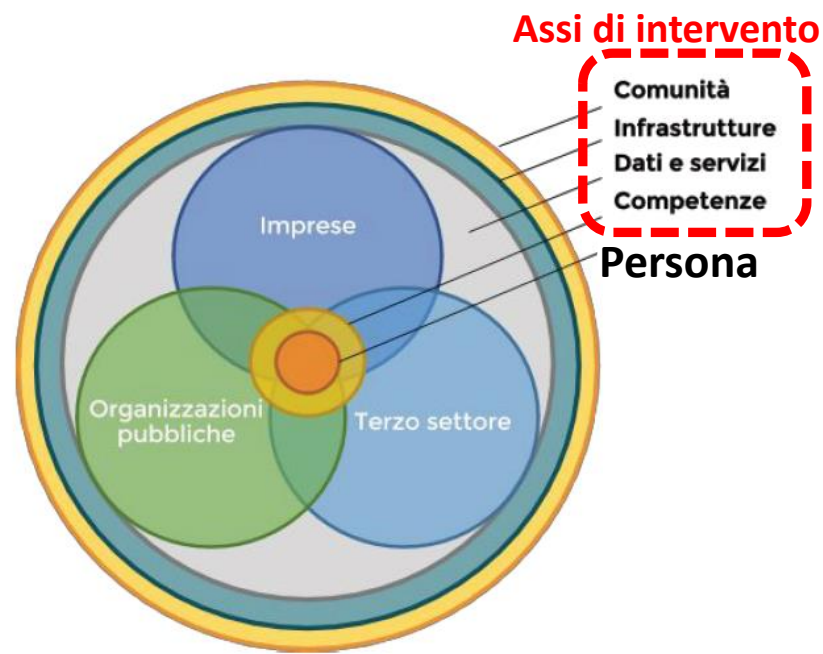 Assi di intervento
Comunità
Infrastrutture
Dati e servizi
Competenze
Persona
Imprese
Organizzazioni
pubbliche
Terzo settore